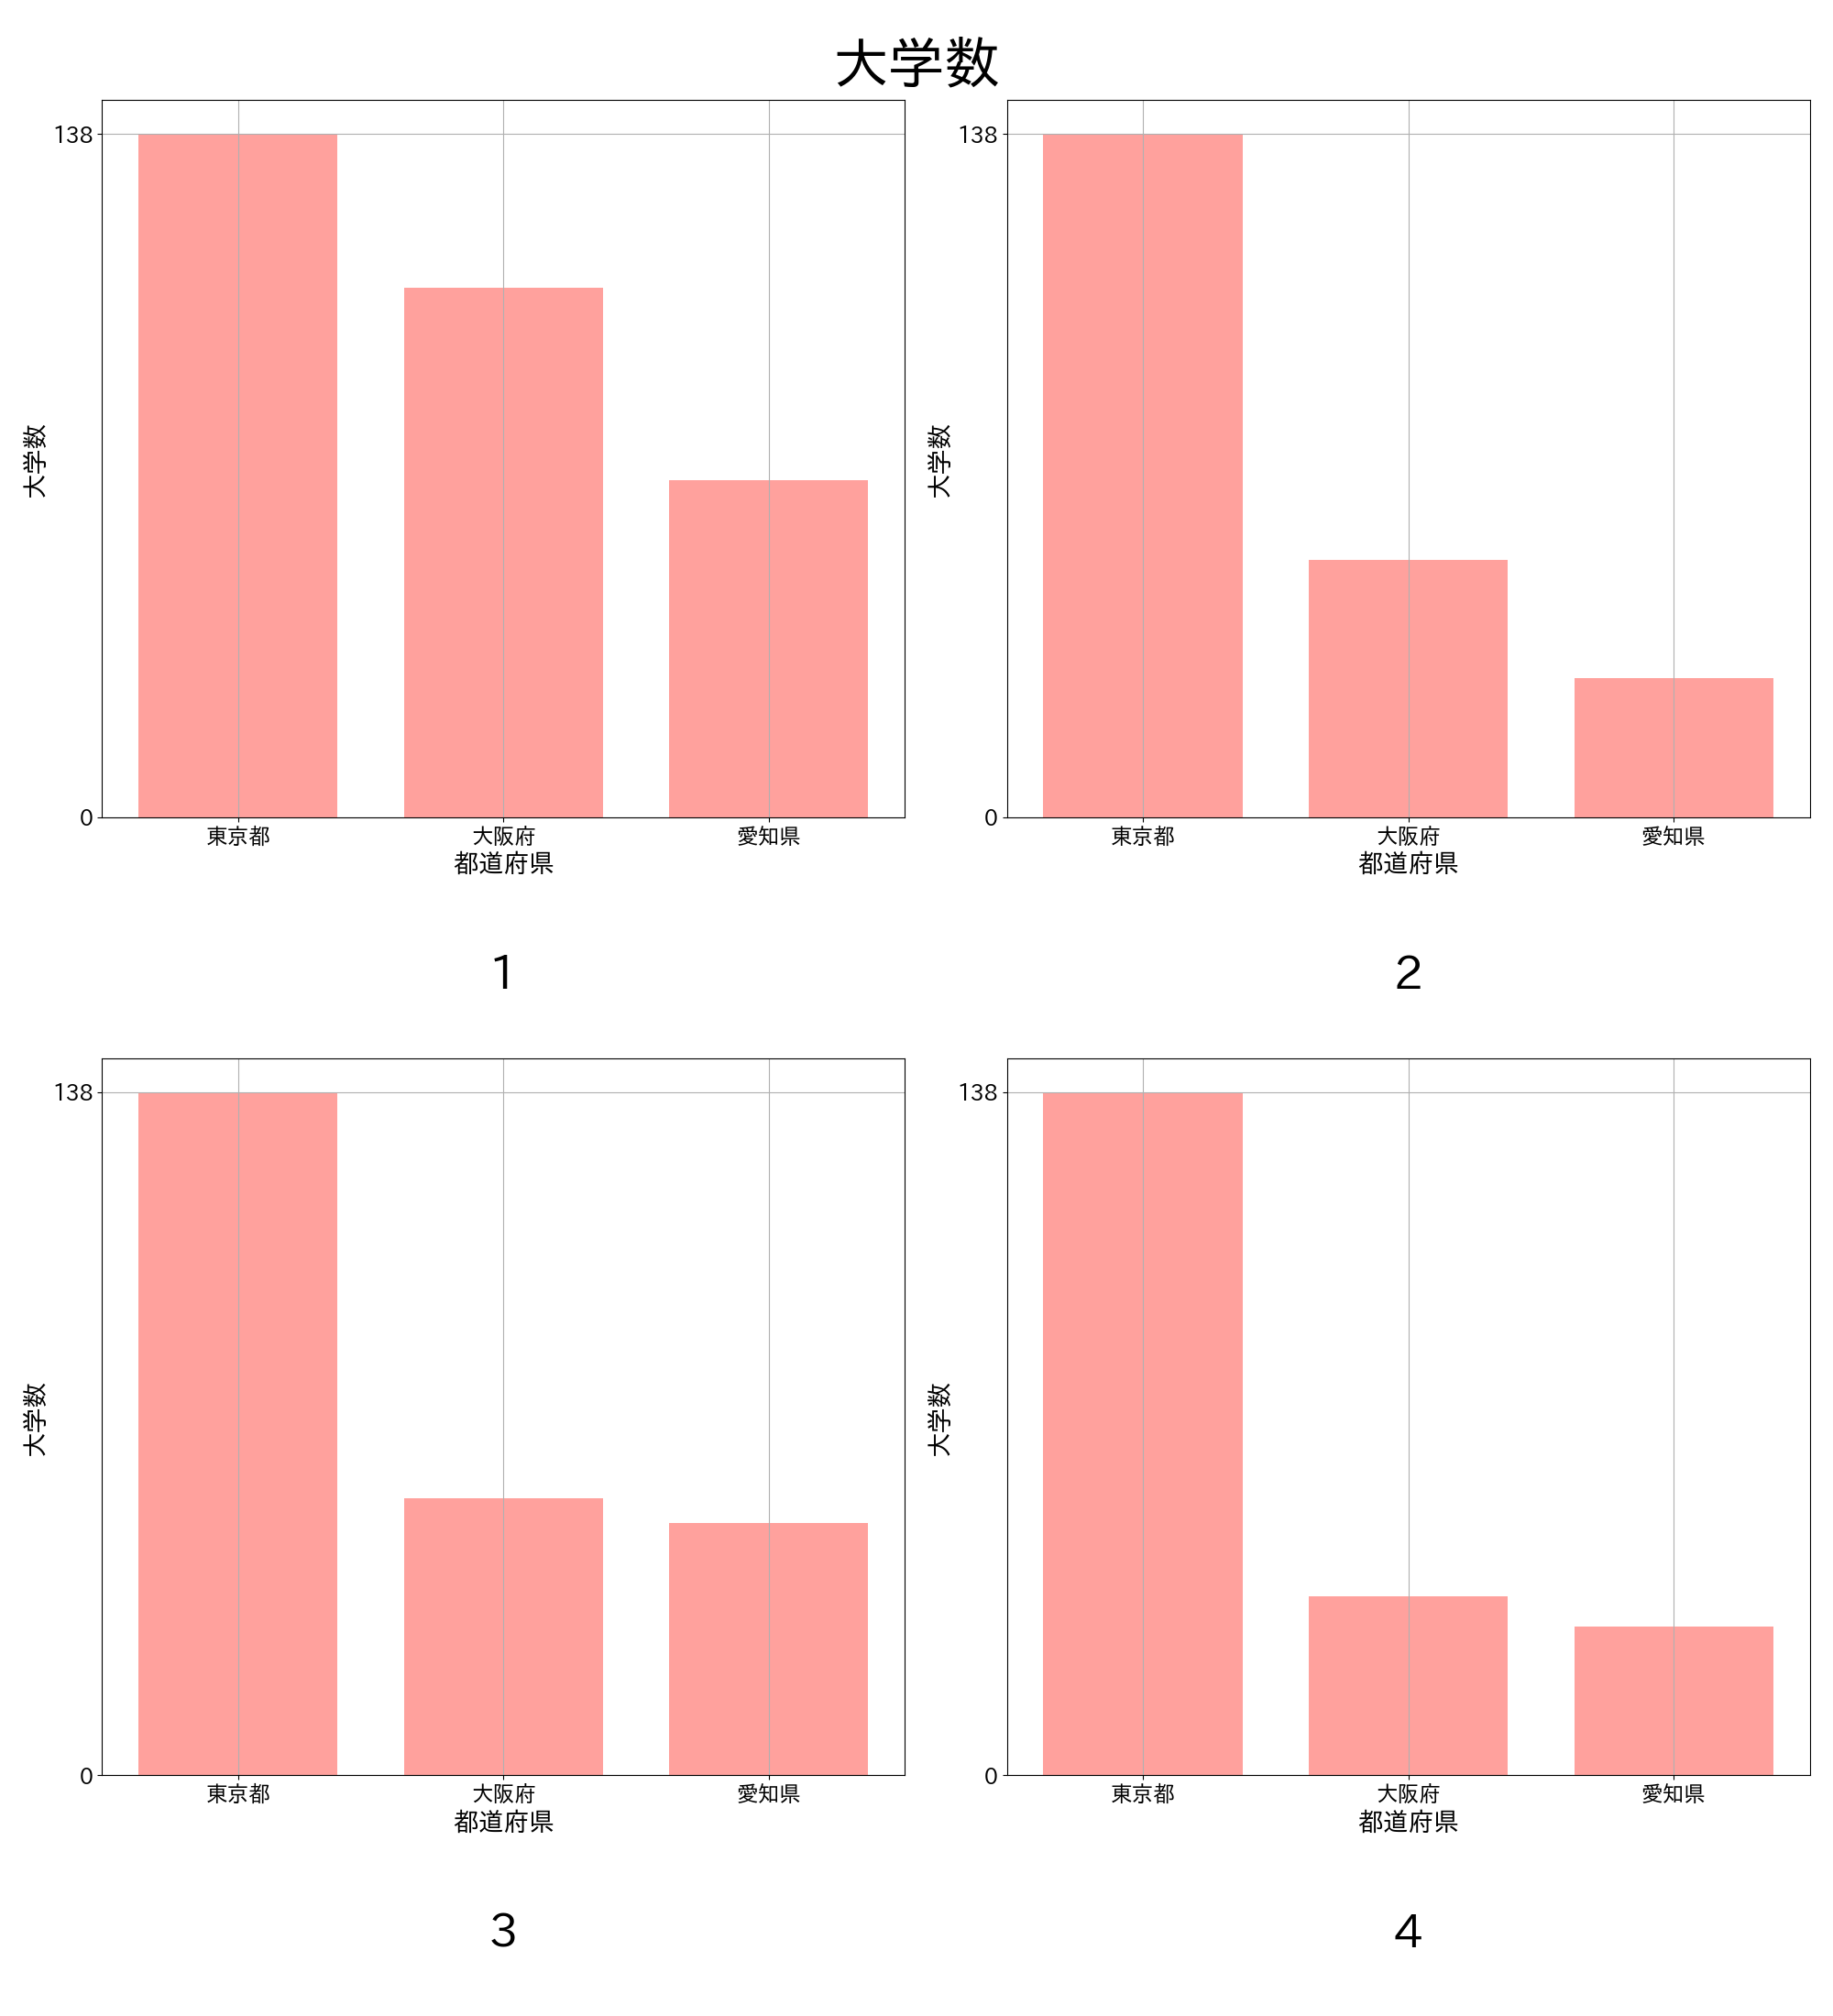 大学数
138
0
大学数
東京都 大阪府 愛知県
都道府県
1
138
0
大学数
東京都 大阪府 愛知県
都道府県
2
138
0
大学数
東京都 大阪府 愛知県
都道府県
3
138
0
大学数
東京都 大阪府 愛知県
都道府県
4